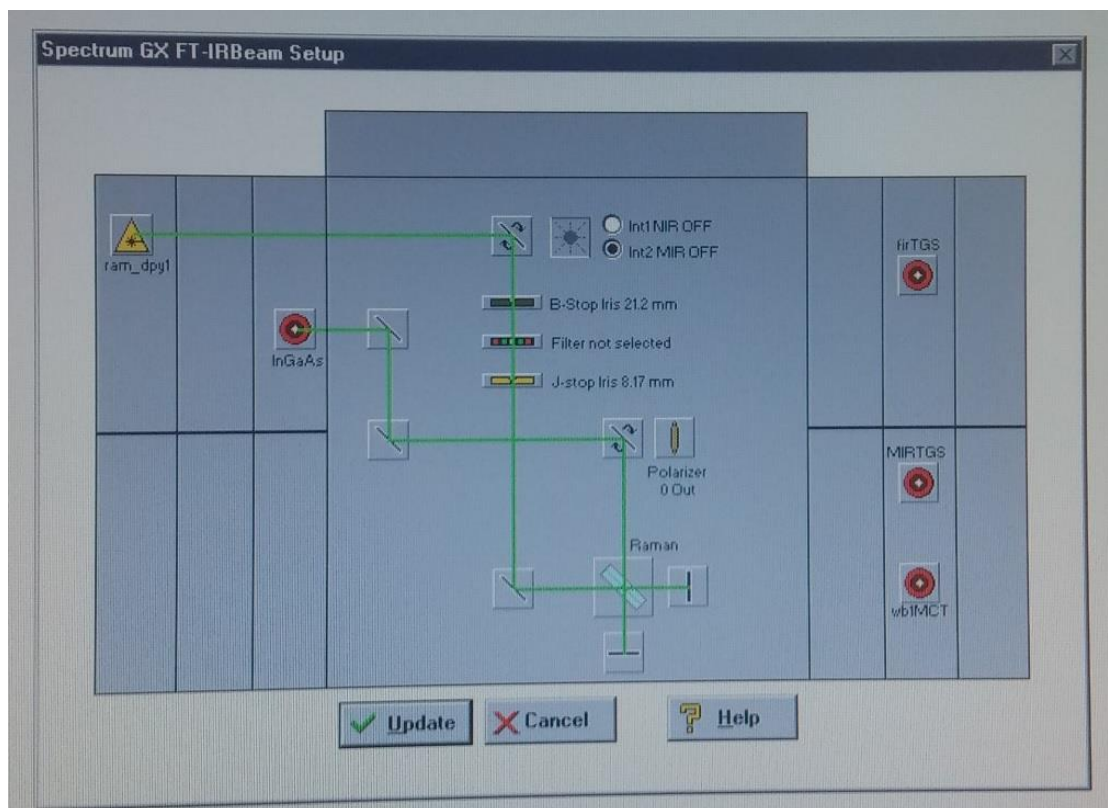 Spectrum GX FT-IRBeam Setup
ram_dpy1
Int1 NIR OFF
Int2 MIR OFF
firTGS
B-Stop Iris 21.2 mm
Filter not selected
InGaAs
J-stop Iris 8.17 mm
Polarizer
0 Out
MIRTGS
Raman
wb1MCT
Update
Cancel
Help